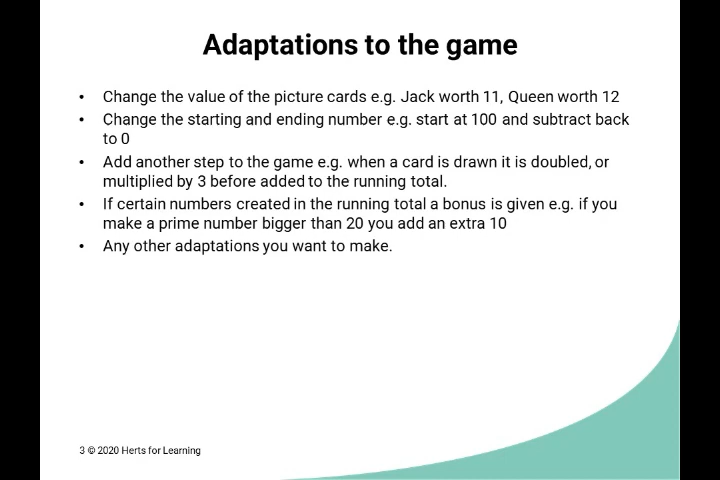 Adaptations to the game
• Change the value of the picture cards e.g. Jack worth 11, Queen worth 12
• Change the starting and ending number e.g. start at 100 and subtract back
to 0
• Add another step to the game e.g. when a card is drawn it is doubled, or
multiplied by 3 before added to the running total.
• If certain numbers created in the running total a bonus is given e.g. if you
make a prime number bigger than 20 you add an extra 10
• Any other adaptations you want to make.
3 © 2020 Herts for Learning